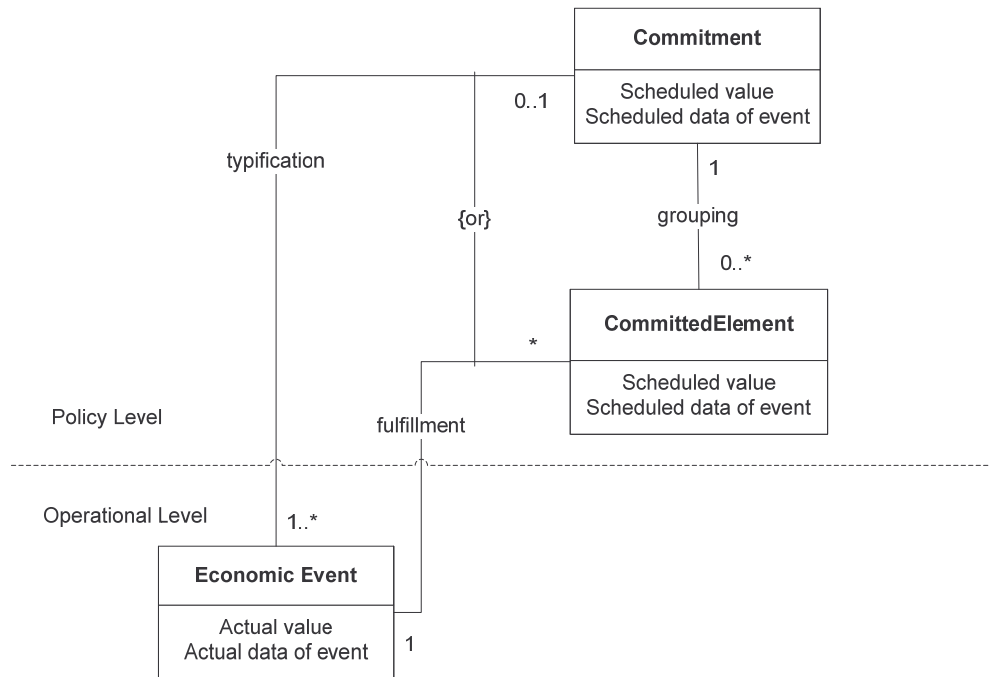 Commitment
Scheduled value
Scheduled data of event
0..1
typification
1
{or}
grouping
0..*
CommittedElement
*
Scheduled value
Scheduled data of event
fulfillment
Policy Level
Operational Level
1..*
Economic Event
Actual value
Actual data of event
1